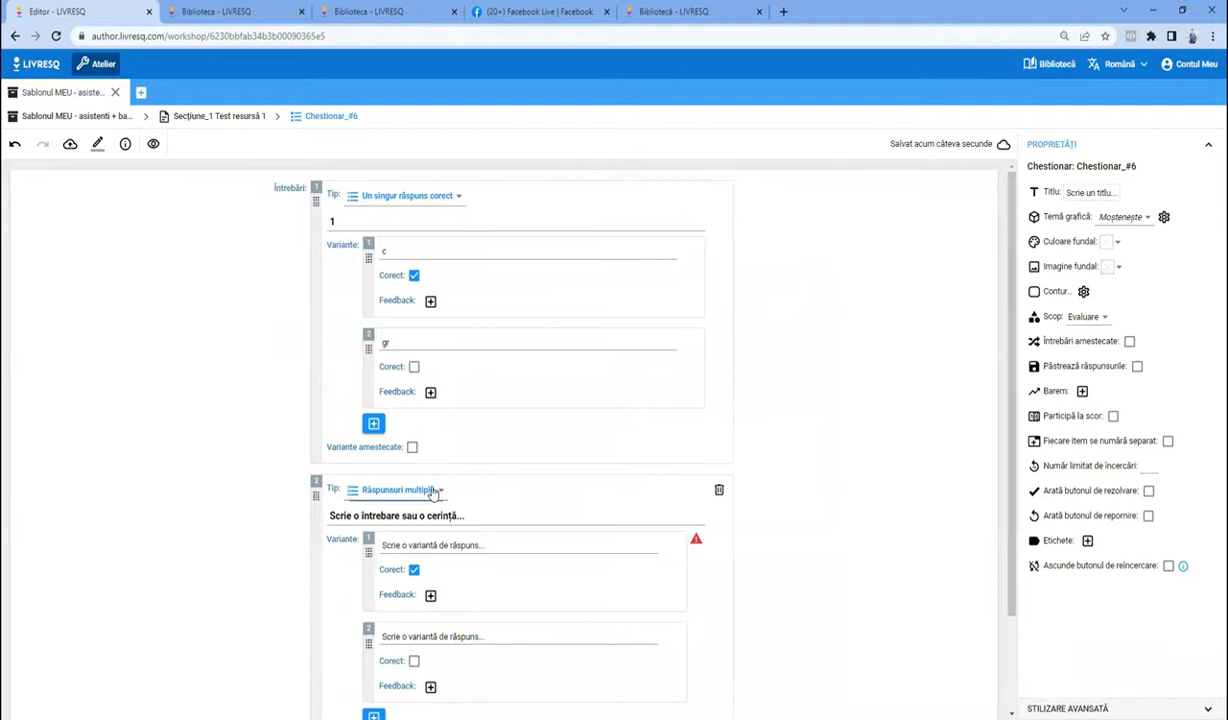 Editor - LIVRESQ
Biblioteca - LIVRESQ
Biblioteca - LIVRESQ
(20+) Facebook Live | Facebook
Bibliotecă - LIVRESQ
author.livresq.com/workshop/6230bbfab34b3b00090365e5
LIVRESQ
Atelier
Bibliotecă
Română
Contul Meu
Sablonul MEU - asiste...
Sablonul MEU - asistenti + ba...
Secțiune_1 Test resursă 1
Chestionar_#6
Salvat acum câteva secunde
Întrebări:
1
Tip:
Un singur răspuns corect
1
Variante:
1
c
Corect:
Feedback:
2
gr
Corect:
Feedback:
Variante amestecate:
2
Tip:
Răspunsuri multiple
Scrie o întrebare sau o cerință...
Variante:
1
Scrie o variantă de răspuns...
Corect:
Feedback:
2
Scrie o variantă de răspuns...
Corect:
Feedback:
PROPRIETĂȚI
Chestionar: Chestionar_#6
Titlu:
Scrie un titlu...
Temă grafică:
Moștenește
Culoare fundal:
Imagine fundal:
Contur...
Scop:
Evaluare
Întrebări amestecate:
Păstrează răspunsurile:
Barem:
Participă la scor:
Fiecare item se numără separat:
Număr limitat de încercări:
Arată butonul de rezolvare:
Arată butonul de repornire:
Etichete:
Ascunde butonul de reîncercare:
STILIZARE AVANSATĂ